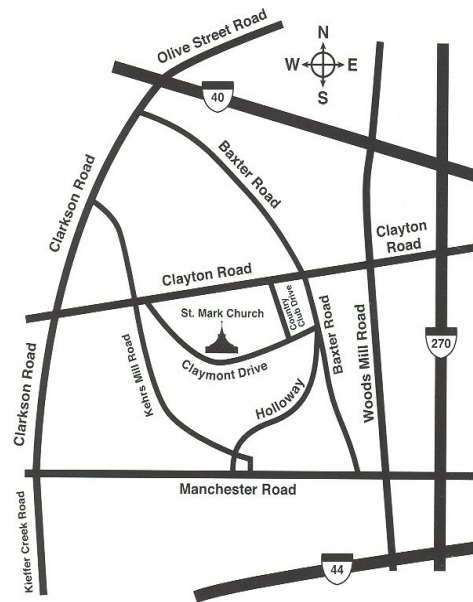 Olive Street Road
N
W E
S
40
Clarkson Road
Baxter Road
Clayton
Road
Clayton Road
St. Mark Church
Country
Club Drive
Claymont Drive
Kehrs Mill Road
Baxter Road
Woods Mill Road
270
Clarkson Road
Holloway
Manchester Road
Kieffer Creek Road
44